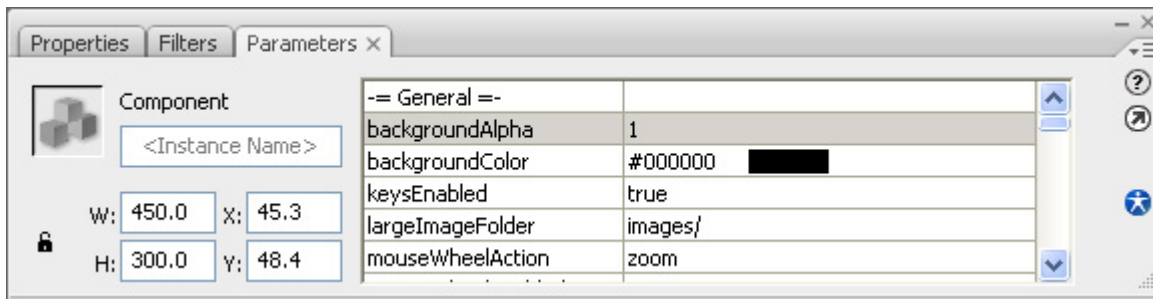 Properties Filters Parameters ×
Component
<Instance Name>
W: 450.0 X: 45.3
H: 300.0 Y: 48.4
-= General =-
backgroundAlpha 1
backgroundColor #000000
keysEnabled true
largeImageFolder images/
mouseWheelAction zoom